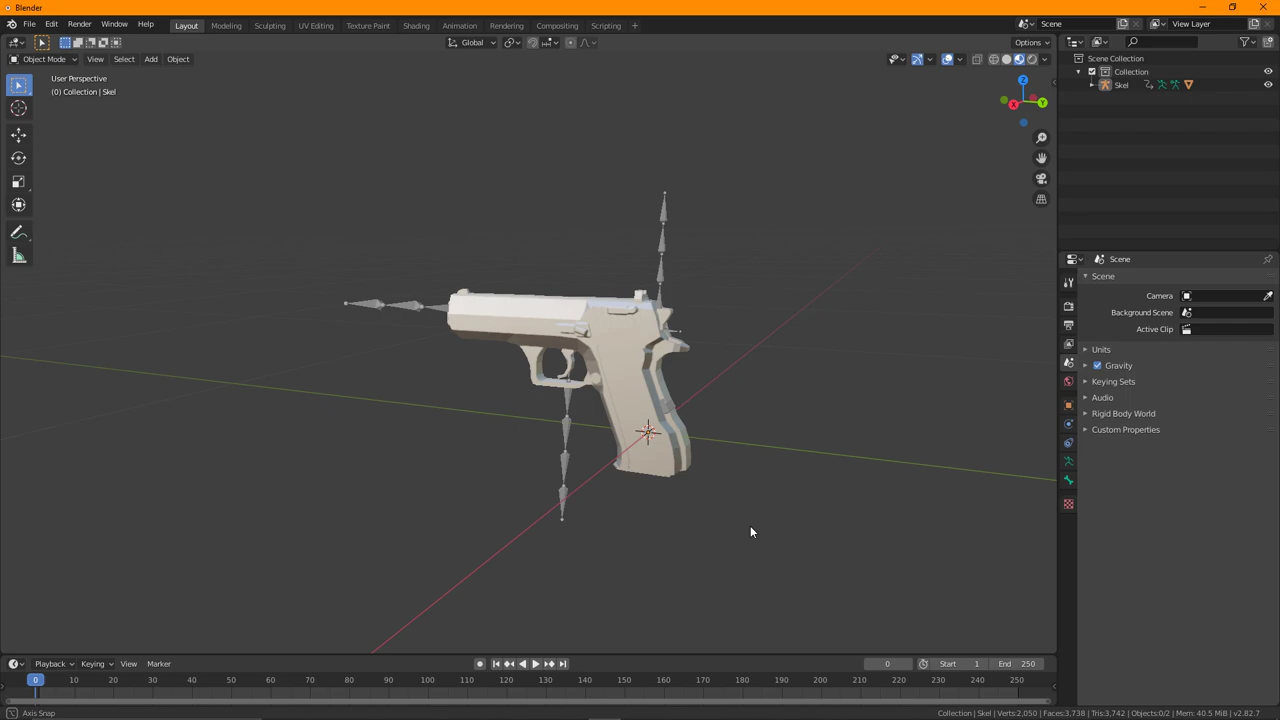 Blender
File Edit Render Window Help
Layout Modeling Sculpting UV Editing Texture Paint Shading Animation Rendering Compositing Scripting +
Scene
View Layer
Global
Options
Object Mode View Select Add Object
User Perspective
(0) Collection | Skel
Z
Y
X
Scene Collection
Collection
Skel
Scene
Scene
Camera
Background Scene
Active Clip
Units
Gravity
Keying Sets
Audio
Rigid Body World
Custom Properties
Playback Keying View Marker
0
Start 1
End 250
0 10 20 30 40 50 60 70 80 90 100 110 120 130 140 150 160 170 180 190 200 210 220 230 240 250
Axis Snap
Collection | Skel | Verts:2,050 | Faces:3,738 | Tris:3,742 | Objects:0/2 | Mem: 40.5 MiB | v2.82.7